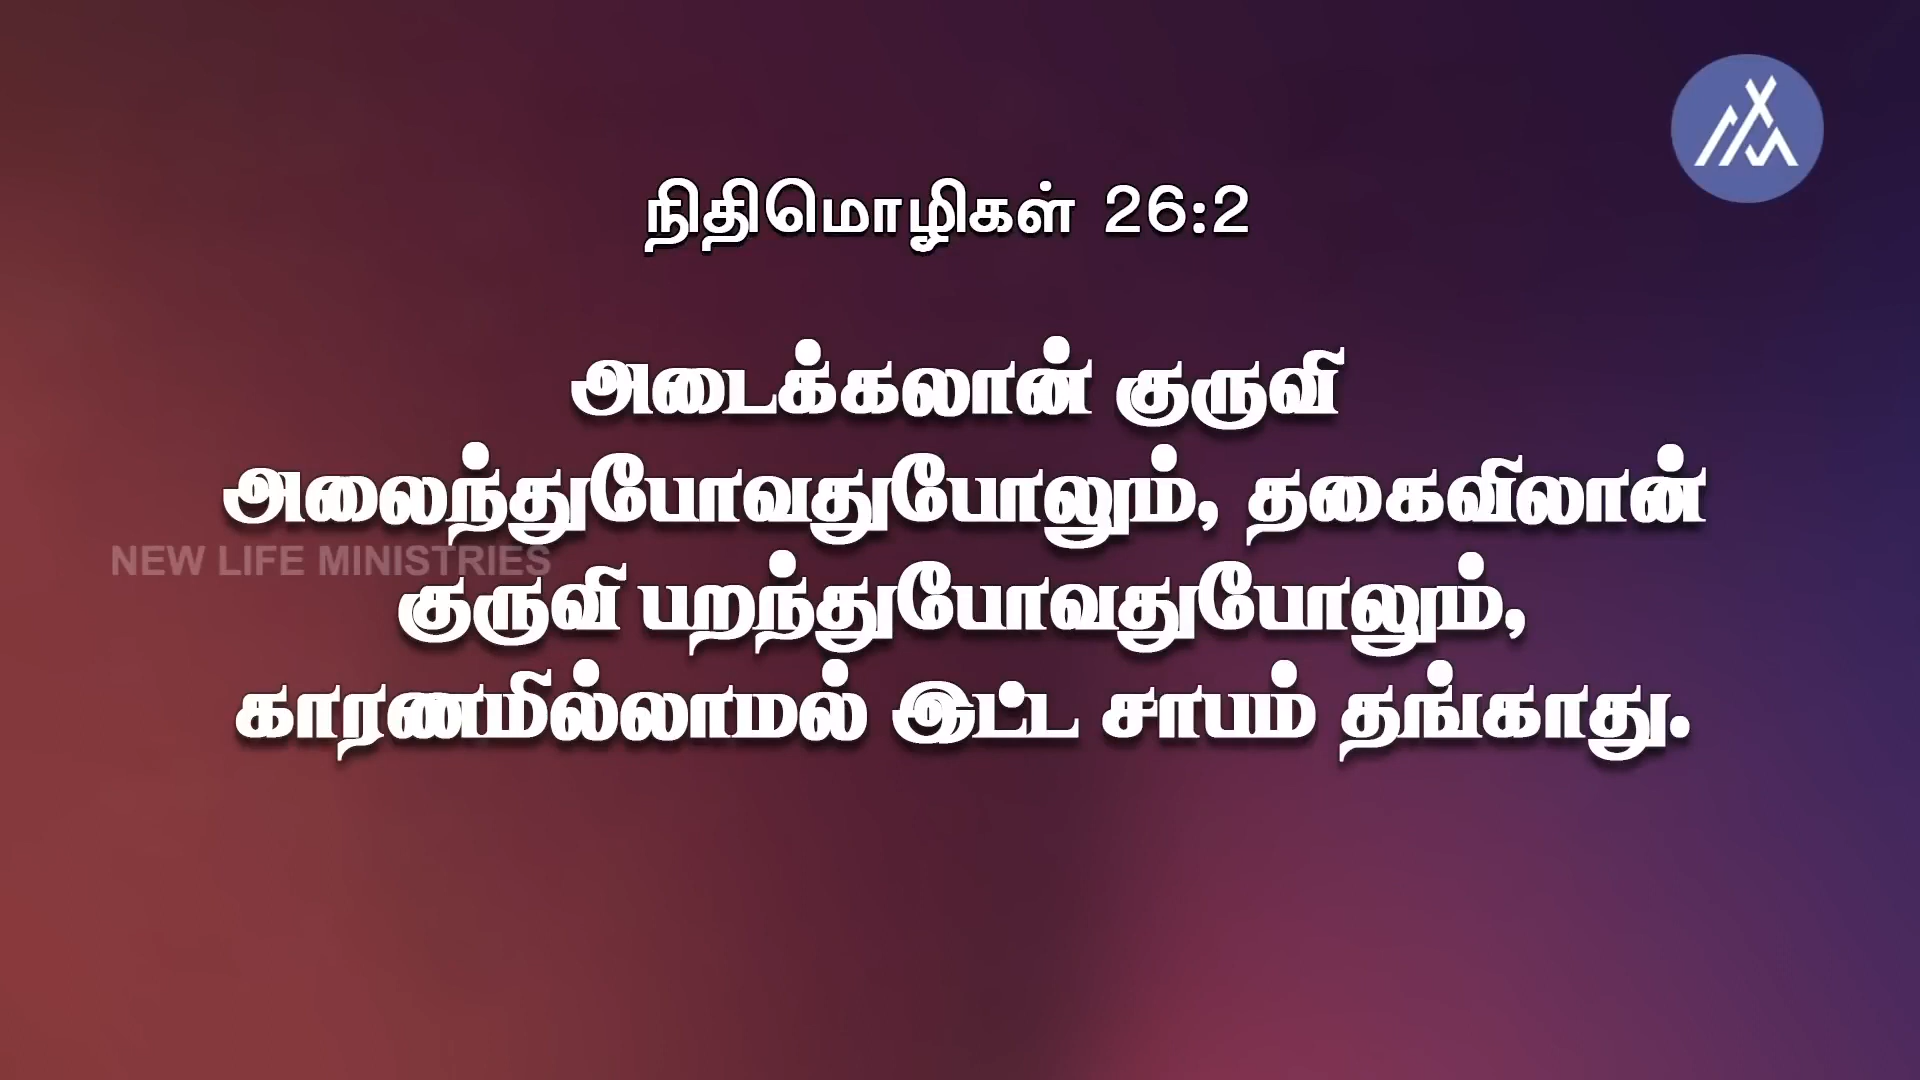 நிதிமொழிகள் 26:2
அடைக்கலான் குருவி
அலைந்துபோவதுபோலும், தகைவிலான்
NEW LIFE MINISTRIES
குருவி பறந்துபோவதுபோலும்,
காரணமில்லாமல் இட்ட சாபம் தங்காது.